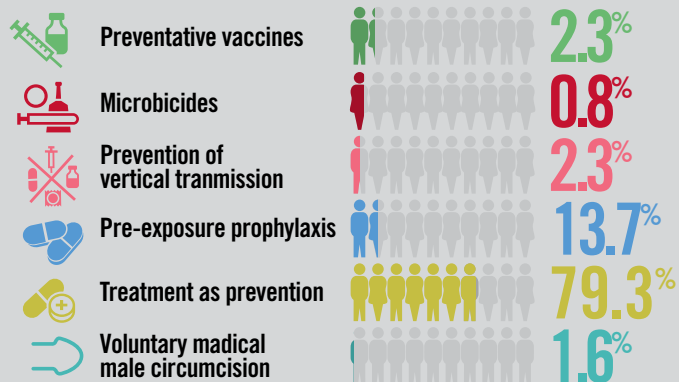 Preventative vaccines 2.3%
Microbicides 0.8%
Prevention of
vertical tranmission 2.3%
Pre-exposure prophylaxis 13.7%
Treatment as prevention 79.3%
Voluntary madical
male circumcision 1.6%